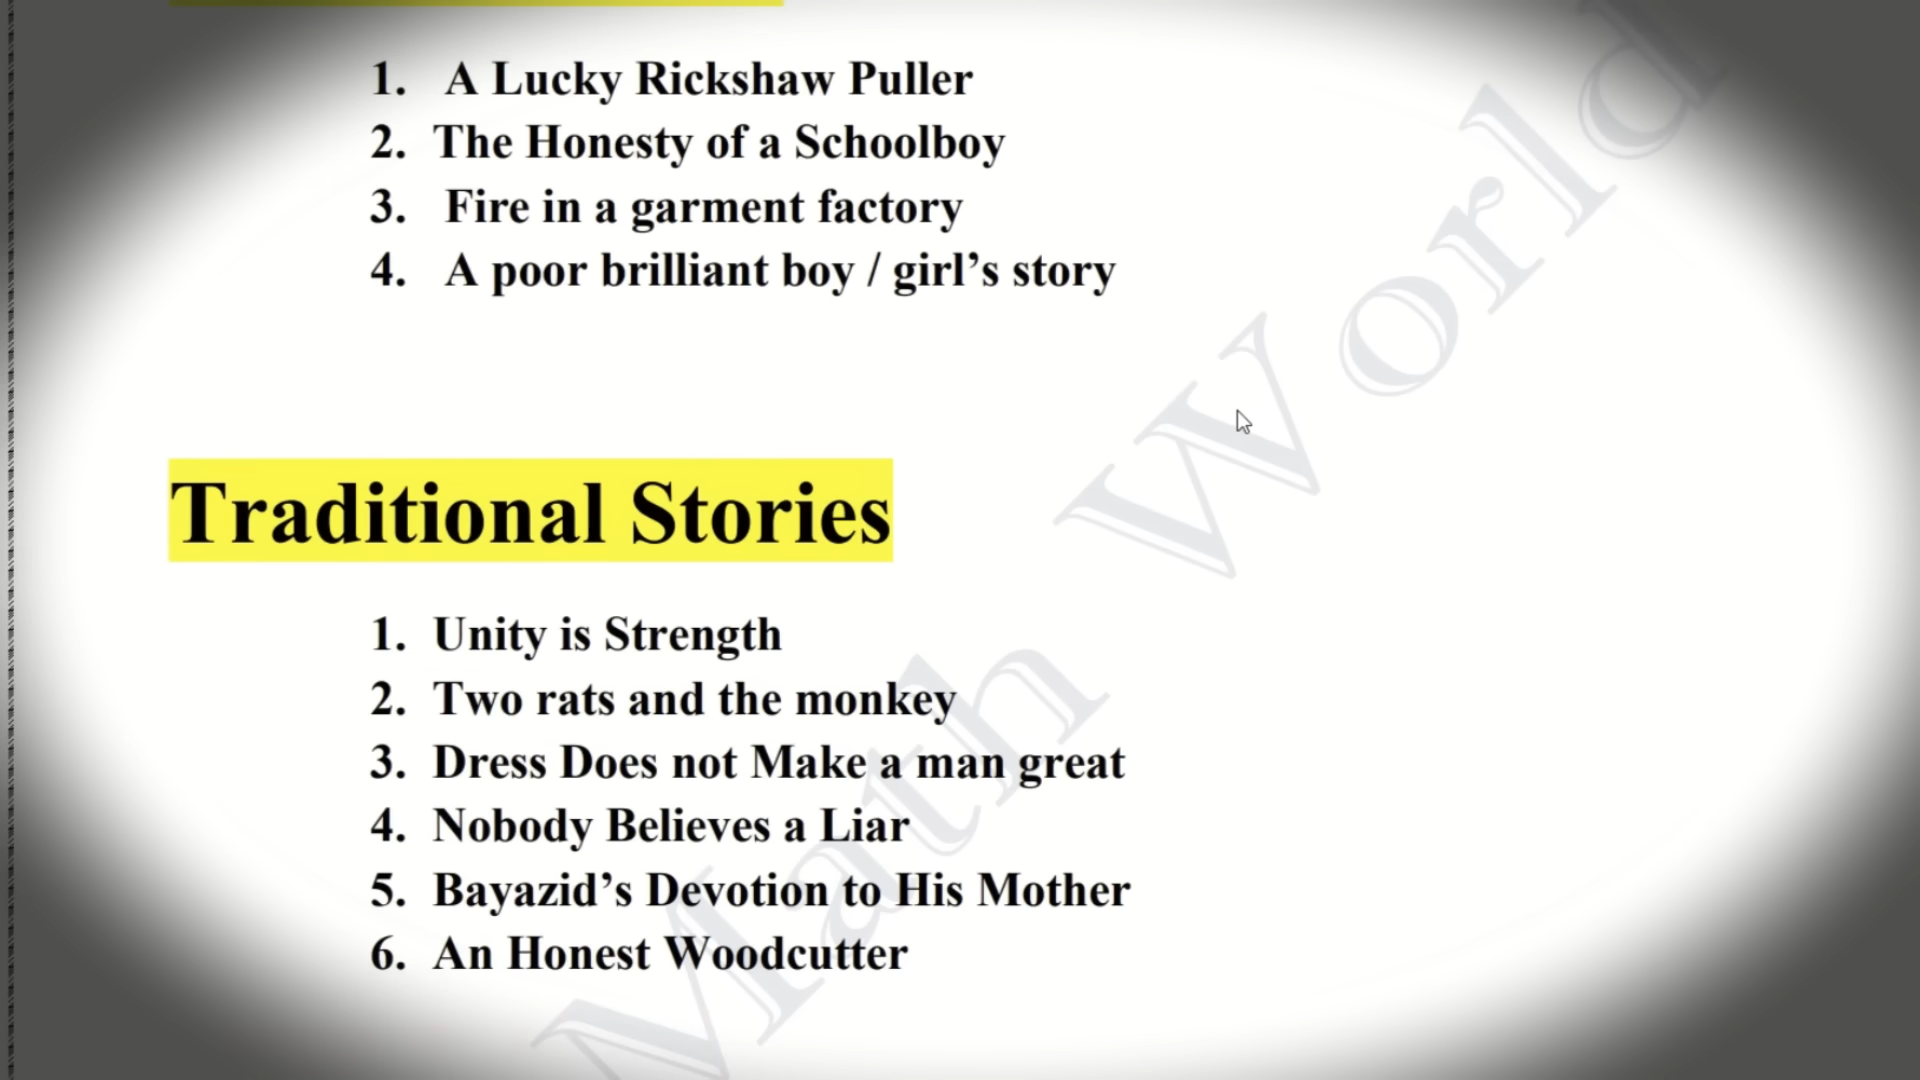 1. A Lucky Rickshaw Puller
2. The Honesty of a Schoolboy
3. Fire in a garment factory
4. A poor brilliant boy / girl’s story
Traditional Stories
1. Unity is Strength
2. Two rats and the monkey
3. Dress Does not Make a man great
4. Nobody Believes a Liar
5. Bayazid’s Devotion to His Mother
6. An Honest Woodcutter
Math World